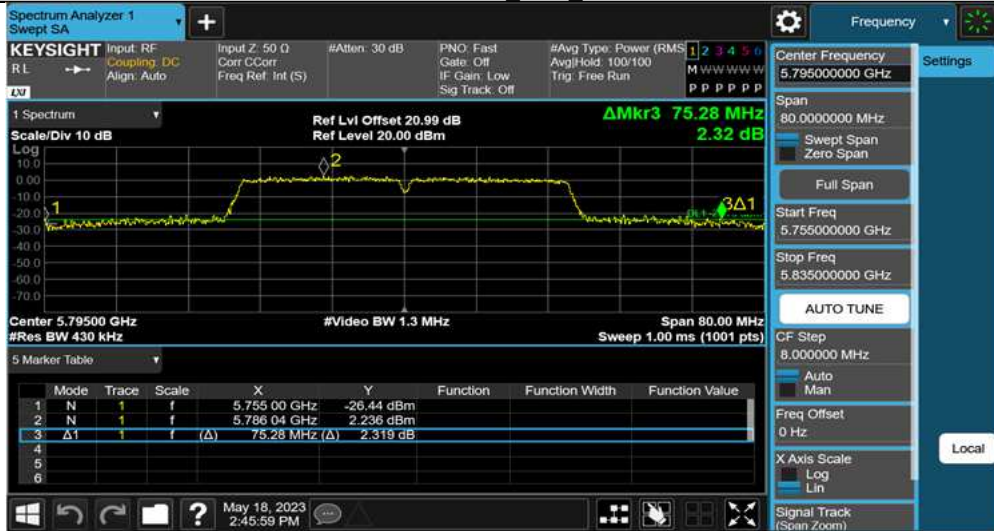 Spectrum Analyzer 1
Swept SA
Frequency
KEYSIGHT
RL
LXI
Input: RF
Coupling: DC
Align: Auto
Input Z: 50 Ω
Corr CCorr
Freq Ref: Int (S)
#Atten: 30 dB
PNO: Fast
Gate: Off
IF Gain: Low
Sig Track: Off
#Avg Type: Power (RMS
Avg|Hold: 100/100
Trig: Free Run
1 2 3 4 5 6
M W W W W W
P P P P P P
1 Spectrum
Scale/Div 10 dB
Ref Lvl Offset 20.99 dB
Ref Level 20.00 dBm
ΔMkr3 75.28 MHz
2.32 dB
Log
10.0
0.00
-10.0
-20.0
-30.0
-40.0
-50.0
-60.0
-70.0
1
2
3Δ1
Center 5.79500 GHz
#Video BW 1.3 MHz
Span 80.00 MHz
#Res BW 430 kHz
Sweep 1.00 ms (1001 pts)
5 Marker Table
Mode Trace Scale X Y Function Function Width Function Value
1 N 1 f 5.755 00 GHz -26.44 dBm
2 N 1 f 5.786 04 GHz 2.236 dBm
3 Δ1 1 f (Δ) 75.28 MHz (Δ) 2.319 dB
4
5
6
May 18, 2023
2:45:59 PM
Center Frequency
5.795000000 GHz
Span
80.0000000 MHz
Swept Span
Zero Span
Full Span
Start Freq
5.755000000 GHz
Stop Freq
5.835000000 GHz
AUTO TUNE
CF Step
8.000000 MHz
Auto
Man
Freq Offset
0 Hz
X Axis Scale
Log
Lin
Signal Track
(Span Zoom)
Settings
Local